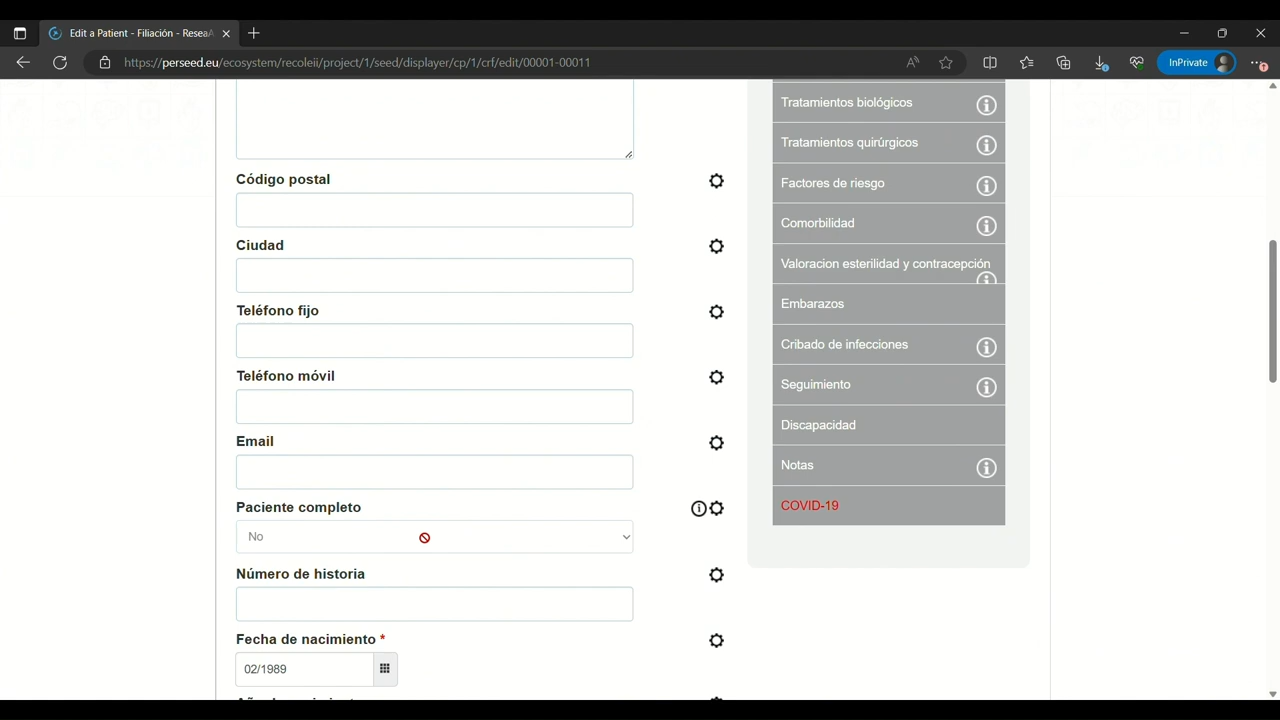 Edit a Patient - Filiación - ReseaA
https://perseed.eu/ecosystem/recoleii/project/1/seed/displayer/cp/1/crf/edit/00001-00011
InPrivate
Tratamientos biológicos
Tratamientos quirúrgicos
Código postal
Factores de riesgo
Comorbilidad
Ciudad
Valoracion esterilidad y contracepción
Teléfono fijo
Embarazos
Cribado de infecciones
Teléfono móvil
Seguimiento
Discapacidad
Email
Notas
Paciente completo
COVID-19
No
Número de historia
Fecha de nacimiento *
02/1989